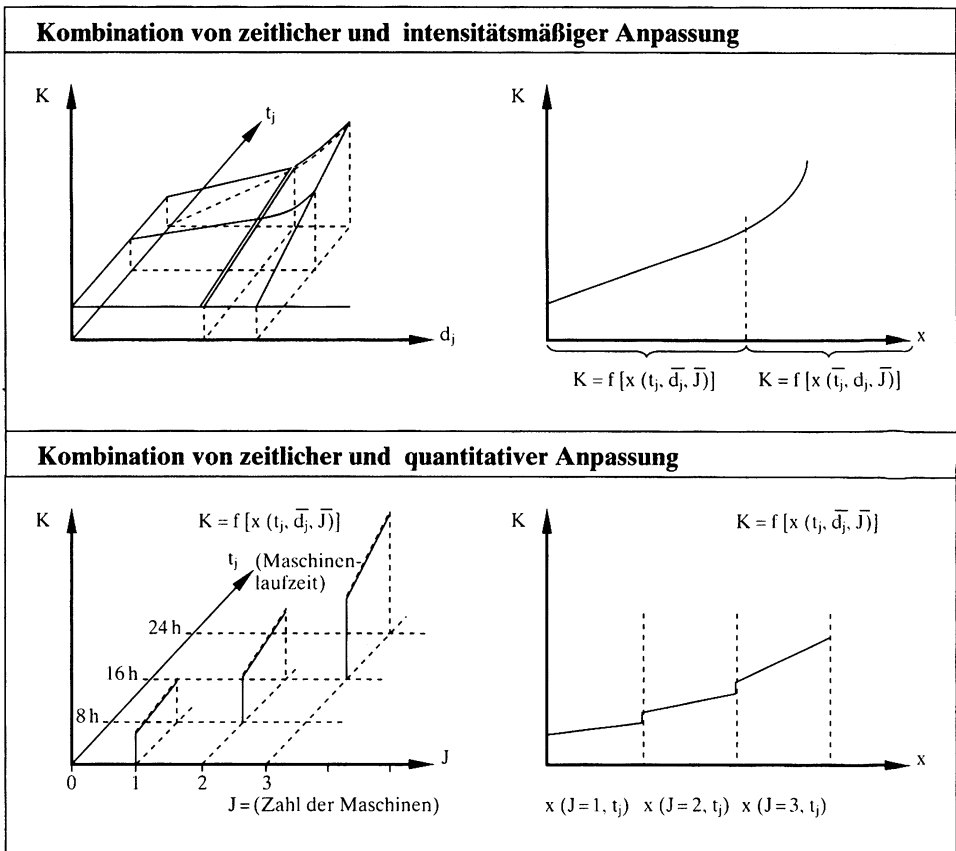 Kombination von zeitlicher und intensitätsmäßiger Anpassung
K
t_j
d_j
K
x
K = f [x (t_j, d̅_j̅, J̅)]
K = f [x (t̅_j̅, d_j, J̅)]
Kombination von zeitlicher und quantitativer Anpassung
K
K = f [x (t_j, d̅_j̅, J̅)]
t_j (Maschinen-
laufzeit)
24 h
16 h
8 h
0
1
2
3
J
J = (Zahl der Maschinen)
K
K = f [x (t_j, d̅_j̅, J̅)]
x
x (J = 1, t_j) x (J = 2, t_j) x (J = 3, t_j)